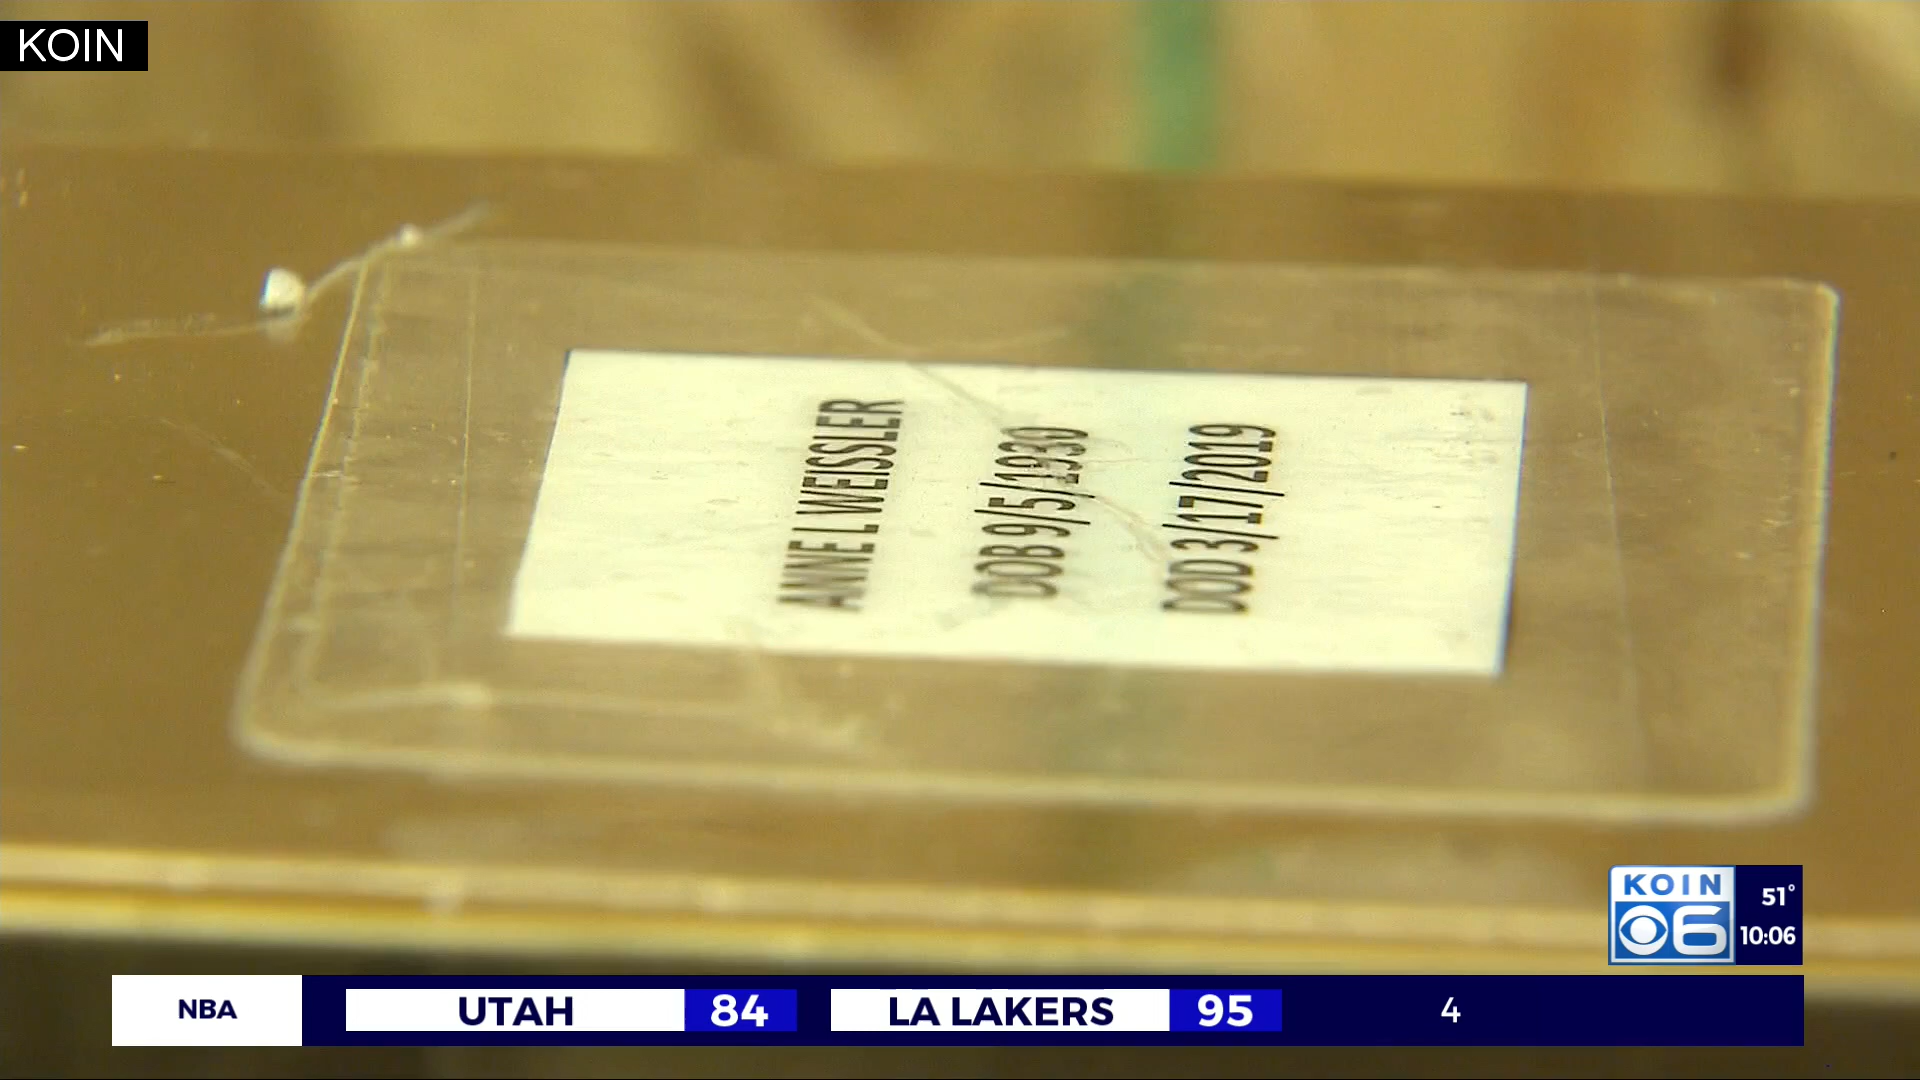 KOIN
ANNE L WEISSLER
DOB 9/5/1930
DOD 3/17/2019
KOIN
6
51°
10:06
NBA UTAH 84 LA LAKERS 95 4